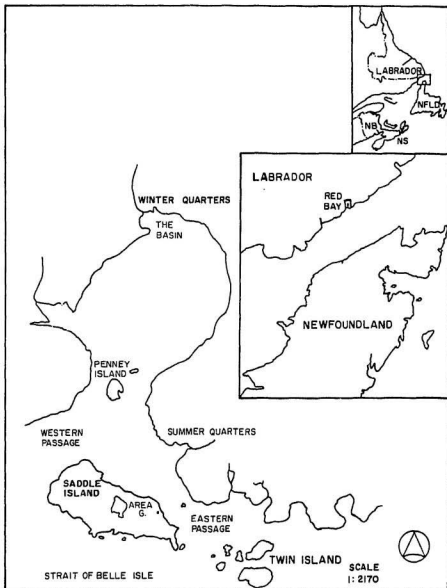 LABRADOR
NFLD
NB
NS
LABRADOR
RED
BAY
NEWFOUNDLAND
WINTER QUARTERS
THE
BASIN
PENNEY
ISLAND
WESTERN
PASSAGE
SUMMER QUARTERS
SADDLE
ISLAND
AREA
G.
EASTERN
PASSAGE
TWIN ISLAND
STRAIT OF BELLE ISLE
SCALE
1: 2170